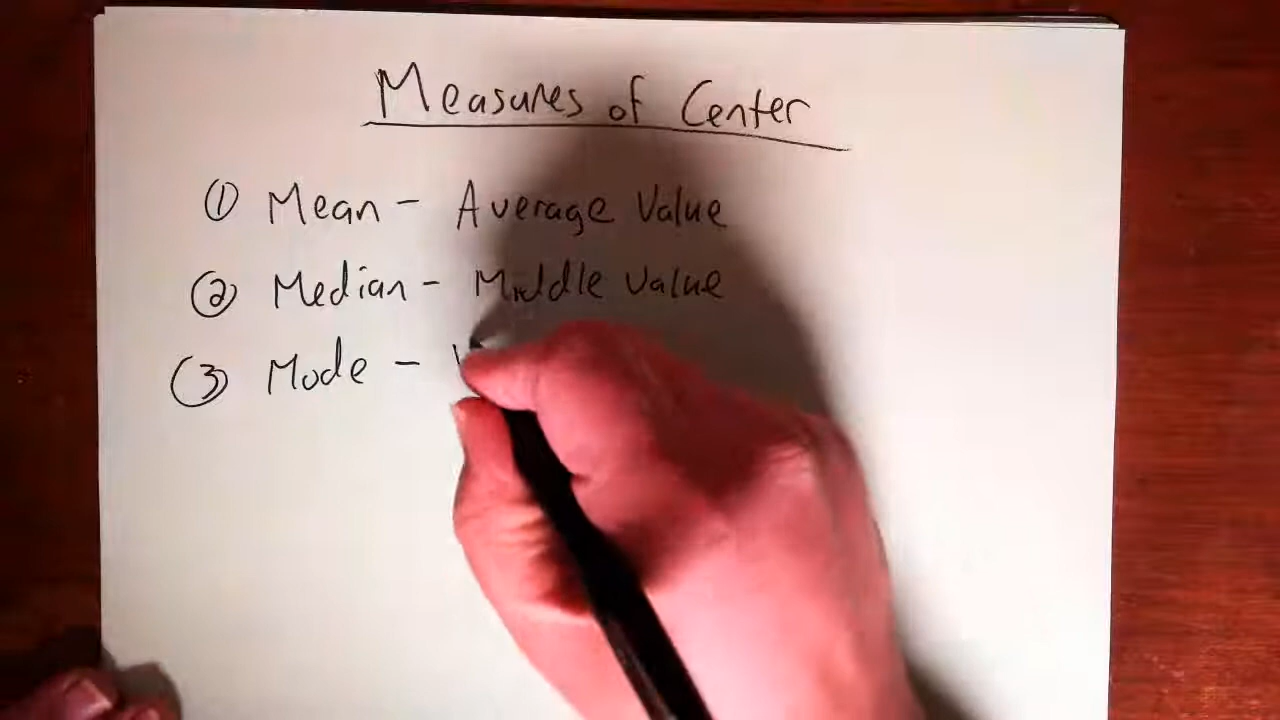 Measures of Center
① Mean - Average Value
② Median - Middle Value
③ Mode -